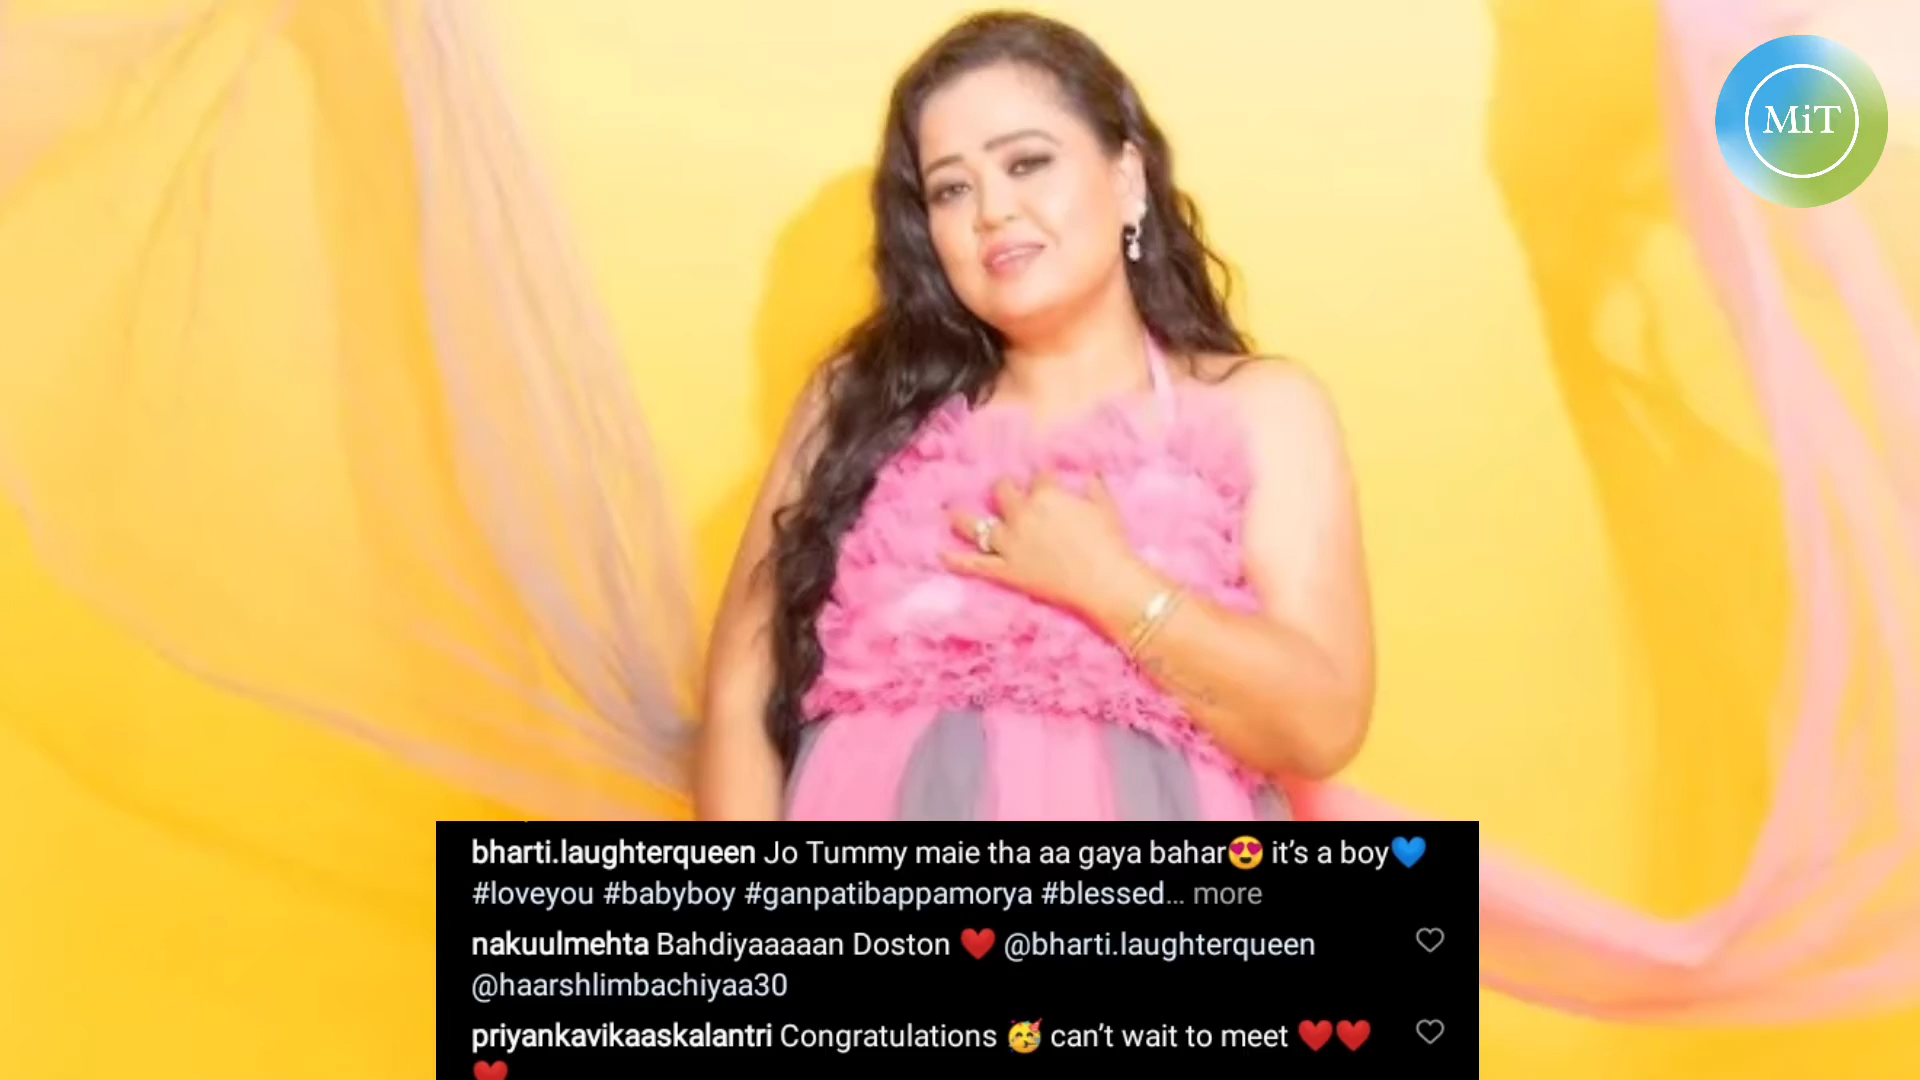 MiT
bharti.laughterqueen Jo Tummy maie tha aa gaya bahar😍 it’s a boy💙
#loveyou #babyboy #ganpatibappamorya #blessed... more
nakuulmehta Bahdiyaaaaan Doston ❤️ @bharti.laughterqueen
@haarshlimbachiyaa30
priyankavikaaskalantri Congratulations 🥳 can’t wait to meet ❤️❤️
❤️